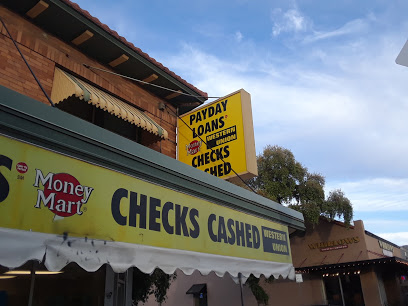 PAYDAY
LOANS
WESTERN
UNION
CHECKS
CASHED
S
Money
Mart
CHECKS CASHED
WESTERN
UNION